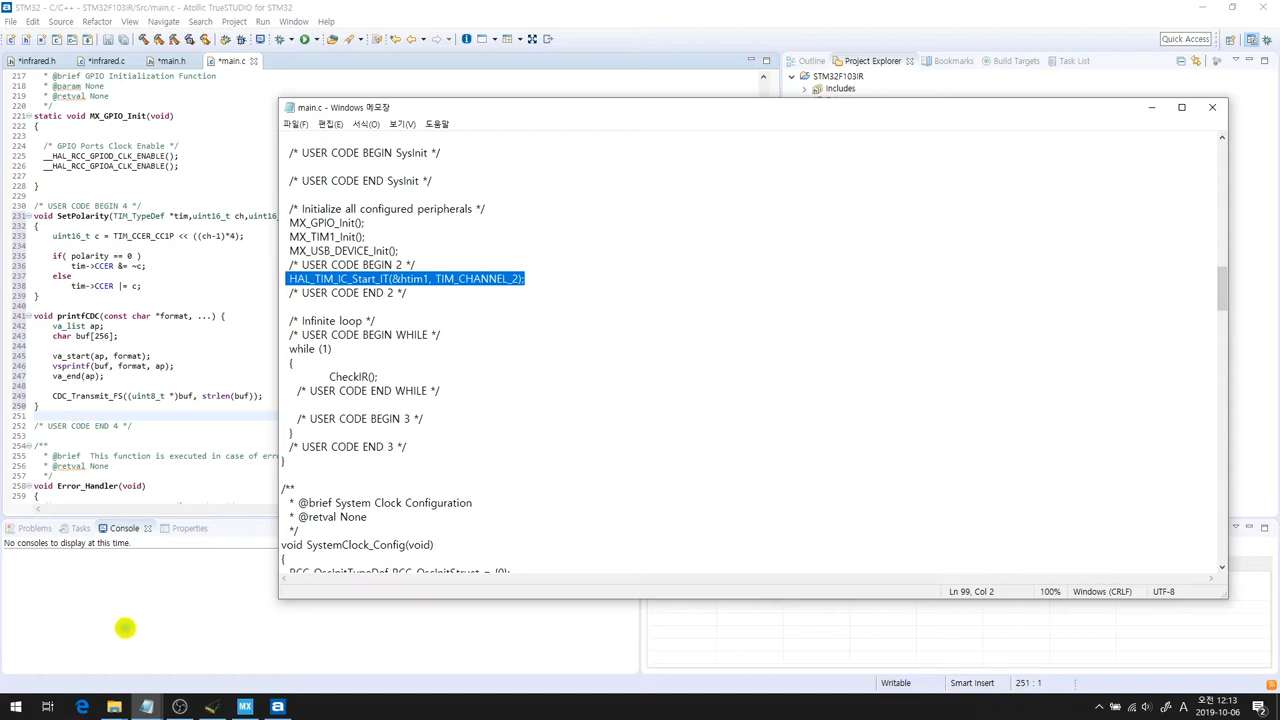 STM32 - C/C++ - STM32F103IR/Src/main.c - Atollic TrueSTUDIO for STM32
File Edit Source Refactor View Navigate Search Project Run Window Help
Quick Access
*infrared.h *infrared.c *main.h *main.c
Outline Project Explorer Bookmarks Build Targets Task List
STM32F103IR
Includes
217 * @brief GPIO Initialization Function
218 * @param None
219 * @retval None
220 */
221 static void MX_GPIO_Init(void)
222 {
223
224 /* GPIO Ports Clock Enable */
225 __HAL_RCC_GPIOD_CLK_ENABLE();
226 __HAL_RCC_GPIOA_CLK_ENABLE();
227
228 }
229
230 /* USER CODE BEGIN 4 */
231 void SetPolarity(TIM_TypeDef *tim,uint16_t ch,uint16
232 {
233 uint16_t c = TIM_CCER_CC1P << ((ch-1)*4);
234
235 if( polarity == 0 )
236 tim->CCER &= ~c;
237 else
238 tim->CCER |= c;
239 }
240
241 void printfCDC(const char *format, ...) {
242 va_list ap;
243 char buf[256];
244
245 va_start(ap, format);
246 vsprintf(buf, format, ap);
247 va_end(ap);
248
249 CDC_Transmit_FS((uint8_t *)buf, strlen(buf));
250 }
251
252 /* USER CODE END 4 */
253
254 /**
255 * @brief This function is executed in case of erro
256 * @retval None
257 */
258 void Error_Handler(void)
259 {
main.c - Windows 메모장
파일(F) 편집(E) 서식(O) 보기(V) 도움말
/* USER CODE BEGIN SysInit */
/* USER CODE END SysInit */
/* Initialize all configured peripherals */
MX_GPIO_Init();
MX_TIM1_Init();
MX_USB_DEVICE_Init();
/* USER CODE BEGIN 2 */
HAL_TIM_IC_Start_IT(&htim1, TIM_CHANNEL_2);
/* USER CODE END 2 */
/* Infinite loop */
/* USER CODE BEGIN WHILE */
while (1)
{
CheckIR();
/* USER CODE END WHILE */
/* USER CODE BEGIN 3 */
}
/* USER CODE END 3 */
}
/**
* @brief System Clock Configuration
* @retval None
*/
void SystemClock_Config(void)
{
RCC_OscInitTypeDef RCC_OscInitStruct = {0};
Ln 99, Col 2 100% Windows (CRLF) UTF-8
Problems Tasks Console Properties
No consoles to display at this time.
Writable Smart Insert 251 : 1
MX
A 오전 12:13
2019-10-06
2